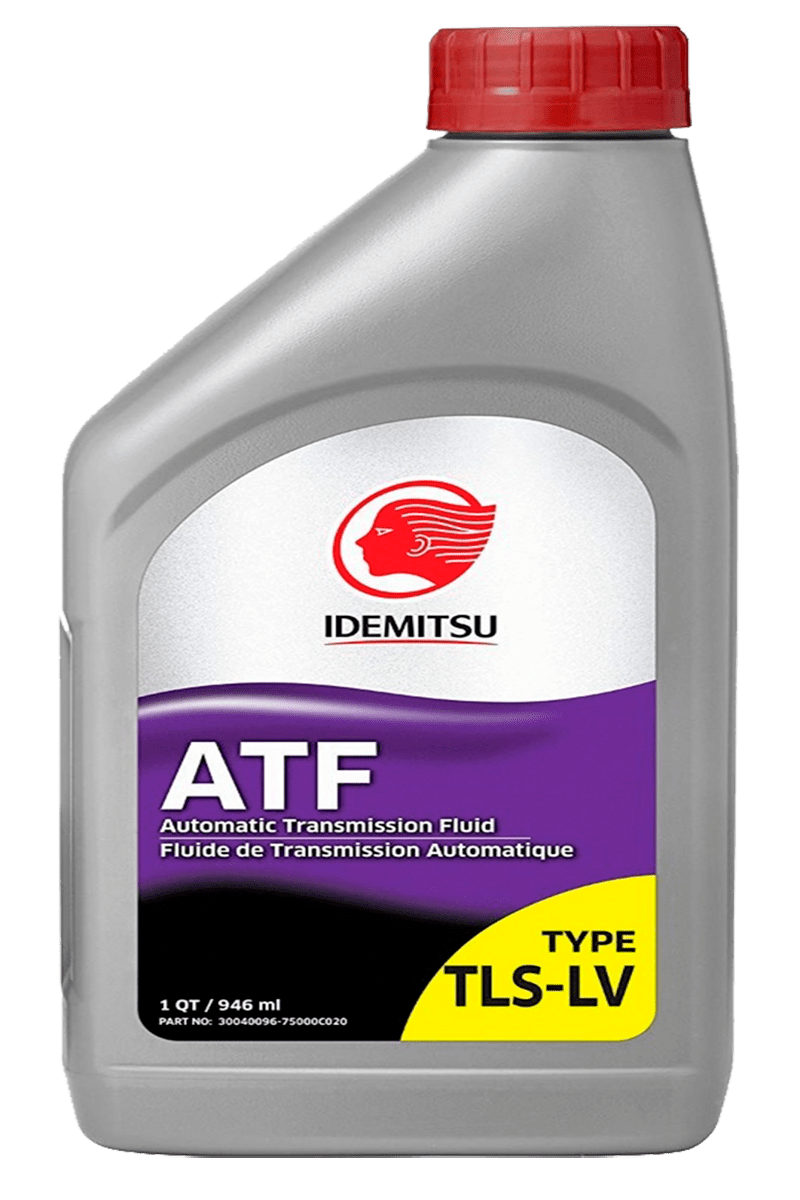 IDEMITSU
ATF
Automatic Transmission Fluid
Fluide de Transmission Automatique
TYPE
TLS-LV
1 QT / 946 ml
PART NO: 30040096-75000C020